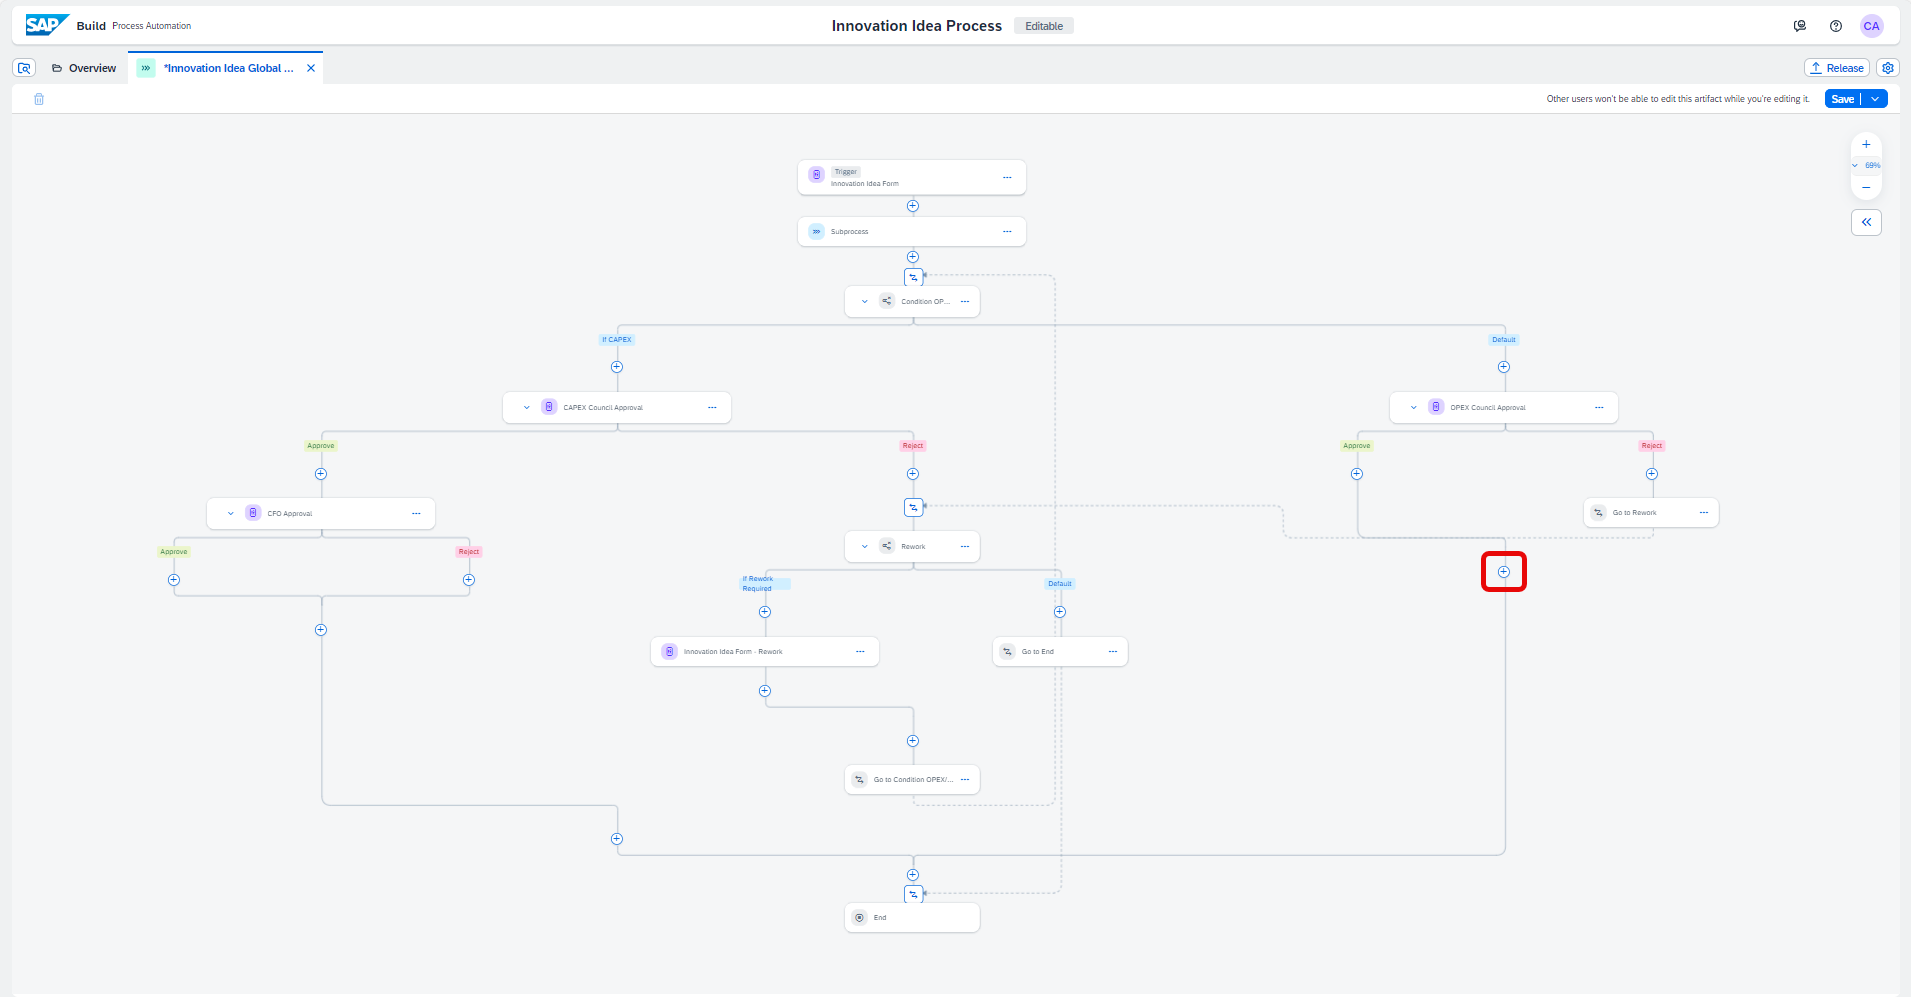 SAP Build Process Automation
Innovation Idea Process Editable
CA
Overview
*Innovation Idea Global ...
Release
Other users won't be able to edit this artifact while you're editing it.
Save
69%
Trigger
Innovation Idea Form
Subprocess
Condition OP...
If CAPEX
Default
CAPEX Council Approval
OPEX Council Approval
Approve
Reject
Approve
Reject
CFO Approval
Go to Rework
Approve
Reject
Rework
If Rework
Required
Default
Innovation Idea Form - Rework
Go to End
Go to Condition OPEX/...
End